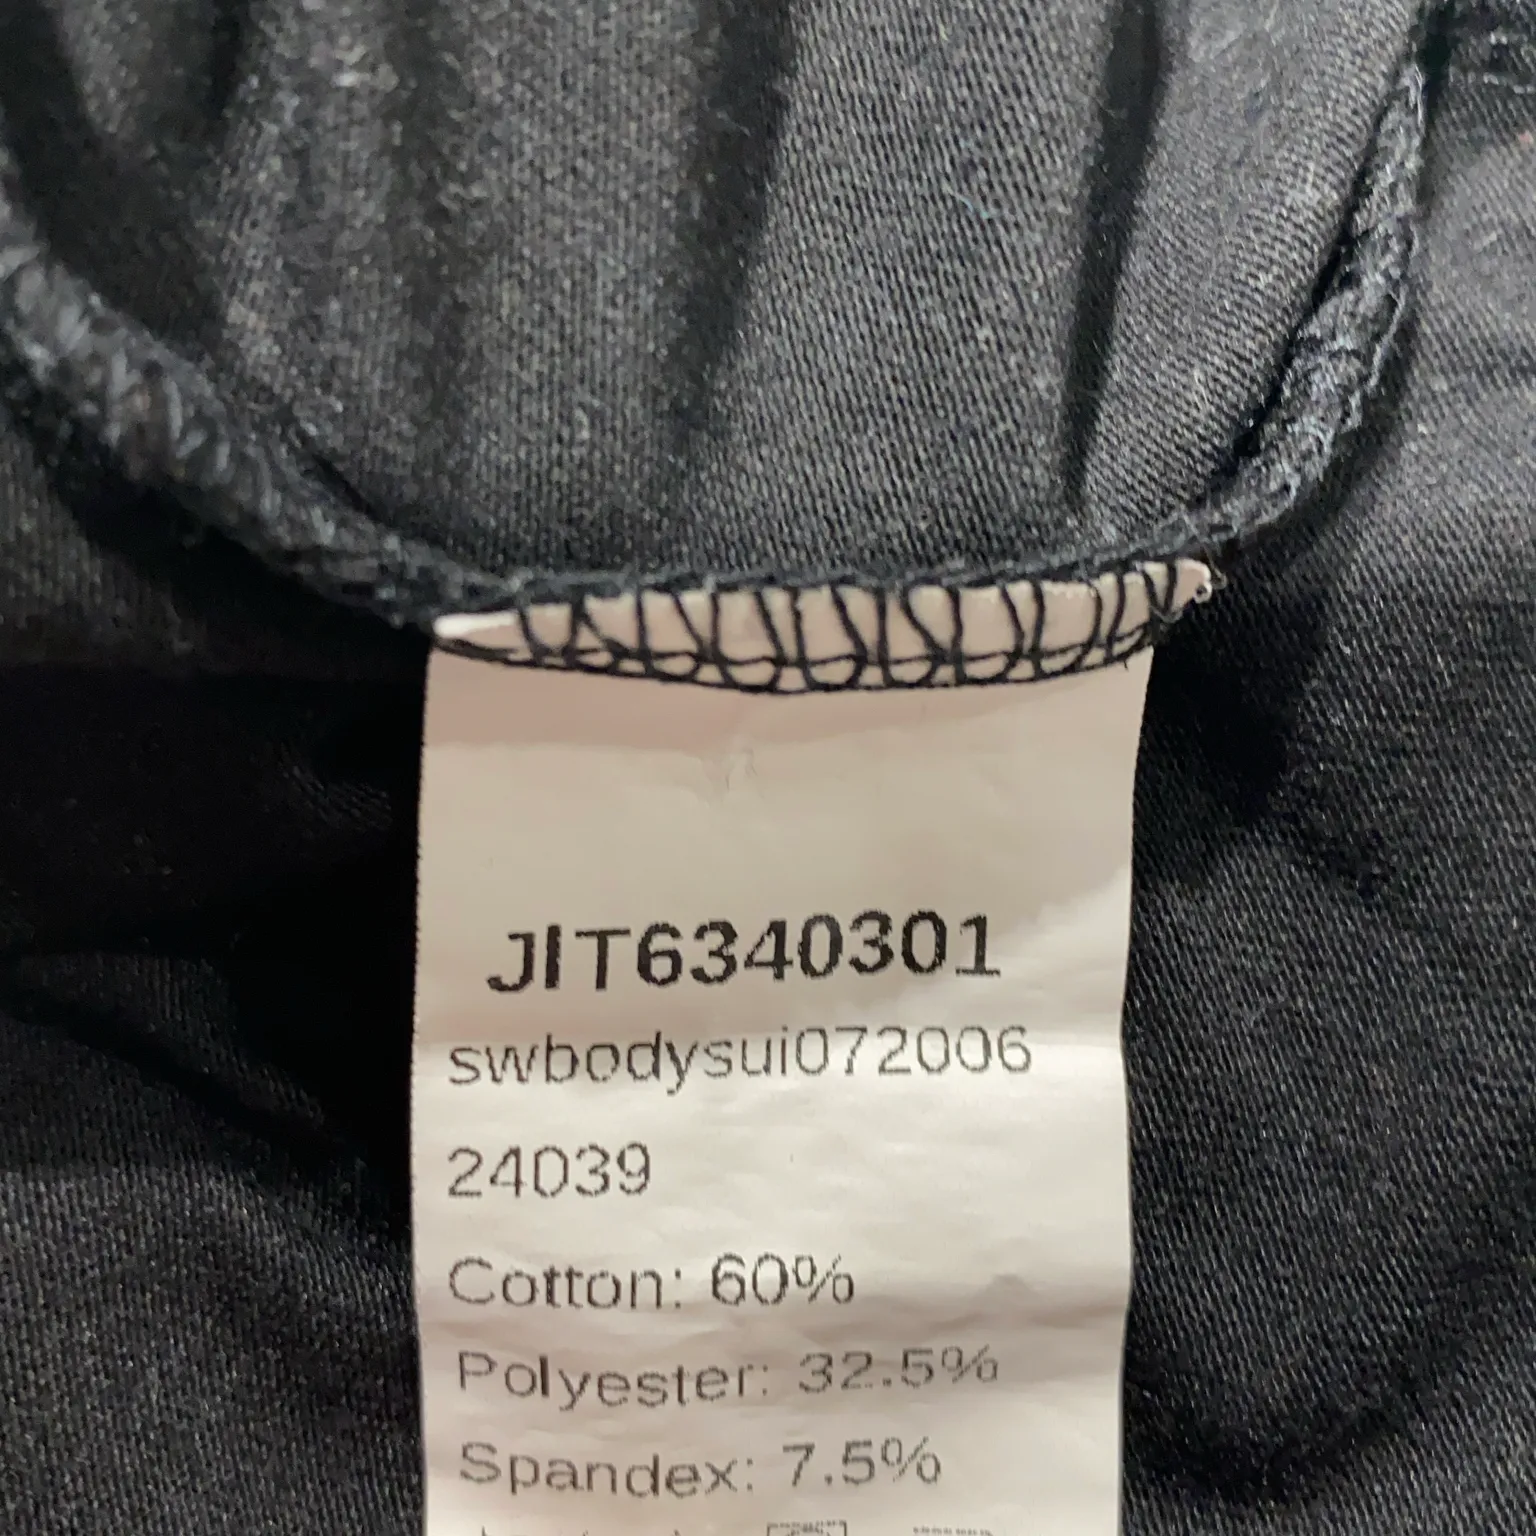 JIT6340301
swbodysui072006
24039
Cotton: 60%
Polyester: 32.5%
Spandex: 7.5%